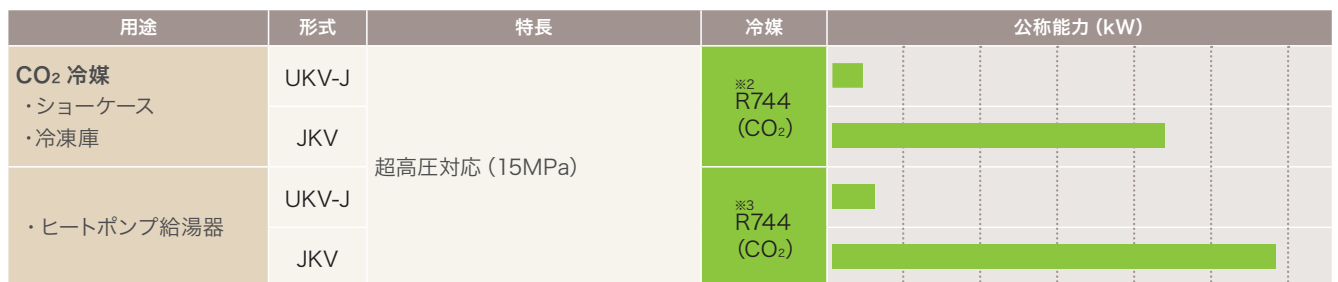 用途 形式 特長 冷媒 公称能力（kW）
CO₂ 冷媒
・ショーケース
・冷凍庫
UKV-J
JKV
超高圧対応（15MPa）
※2
R744
（CO₂）
・ヒートポンプ給湯器
UKV-J
JKV
※3
R744
（CO₂）